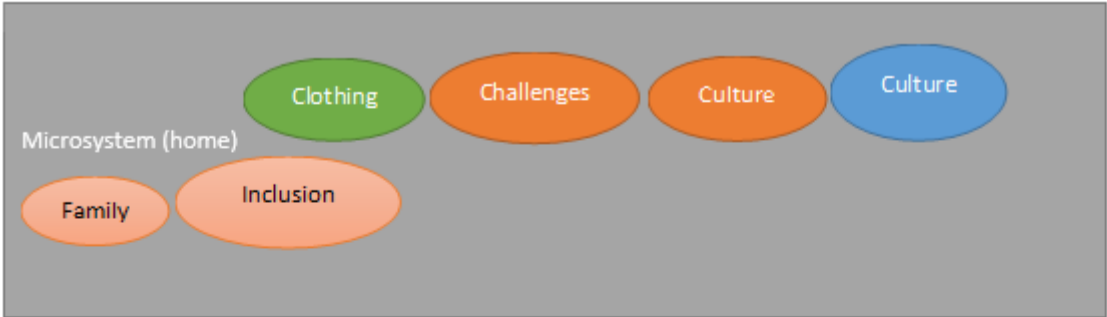 Clothing
Challenges
Culture
Culture
Microsystem (home)
Family
Inclusion